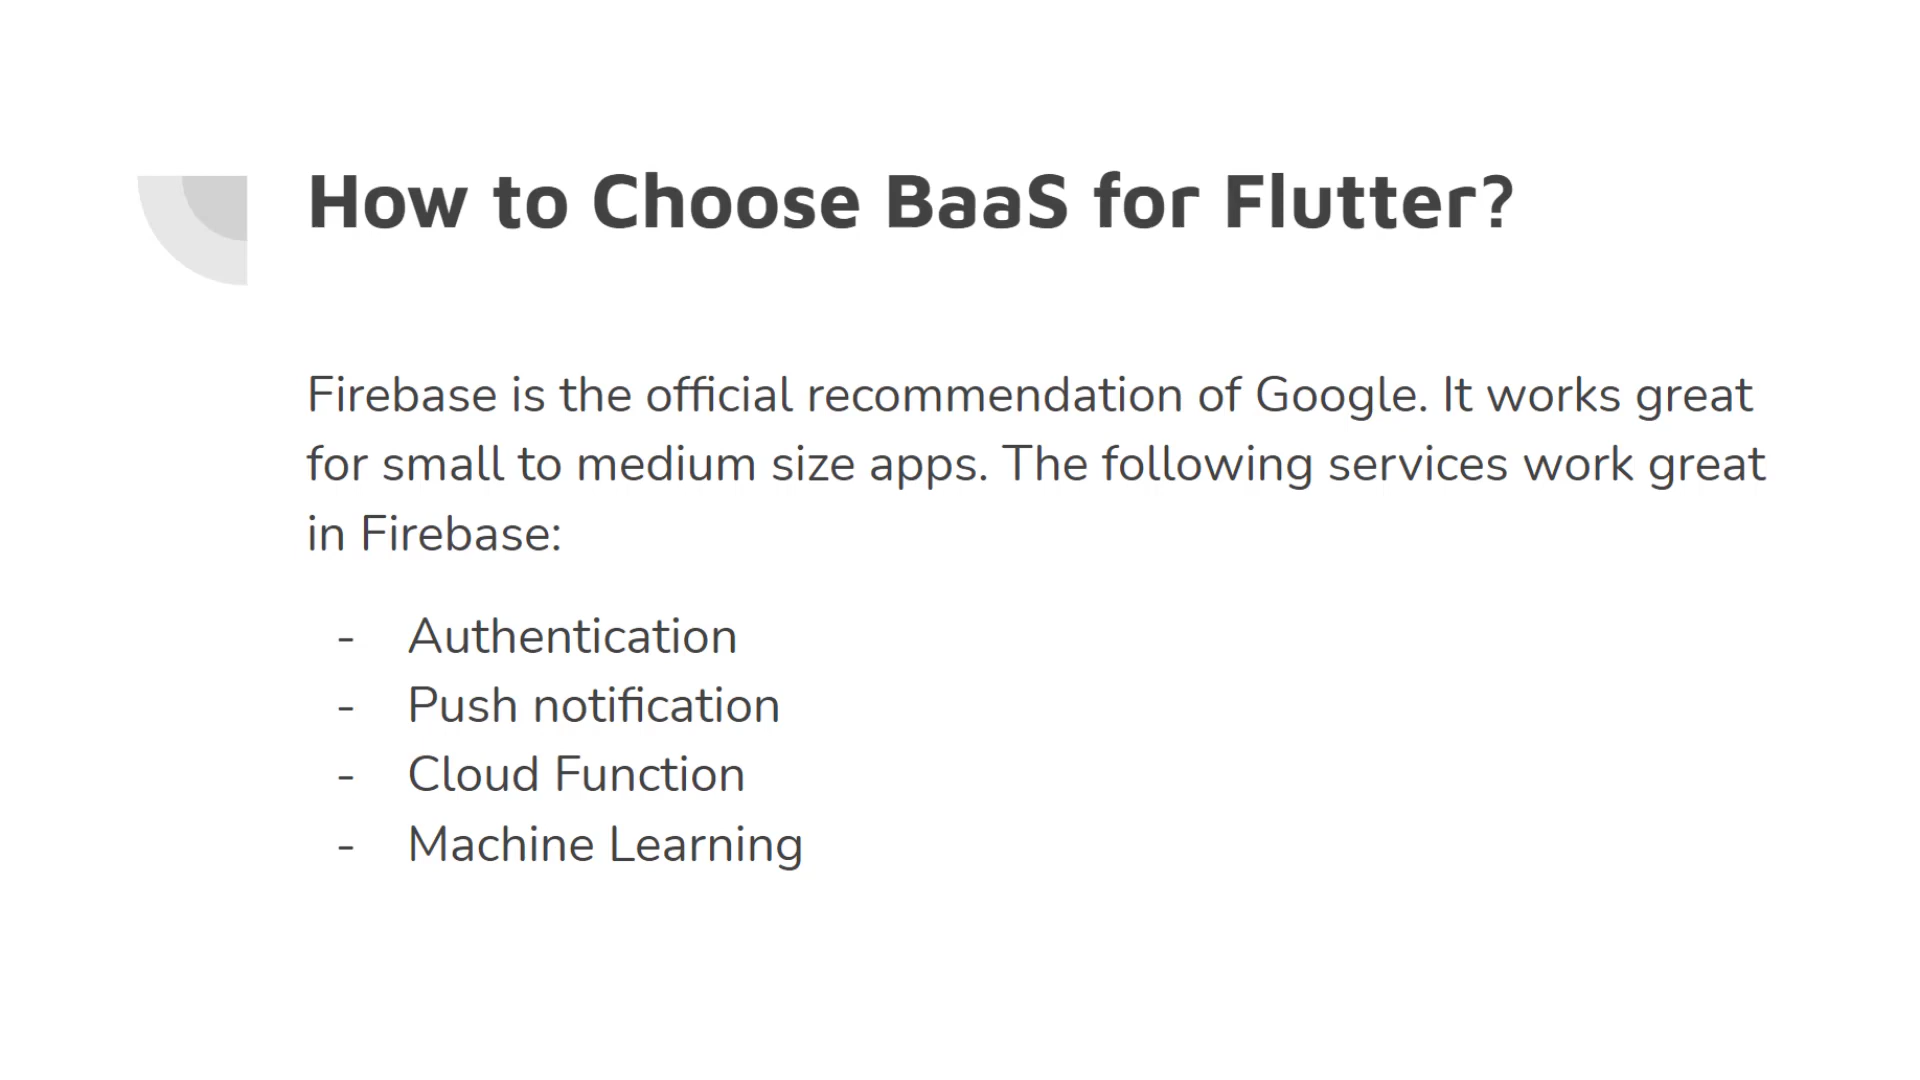 How to Choose BaaS for Flutter?
Firebase is the official recommendation of Google. It works great
for small to medium size apps. The following services work great
in Firebase:
- Authentication
- Push notification
- Cloud Function
- Machine Learning